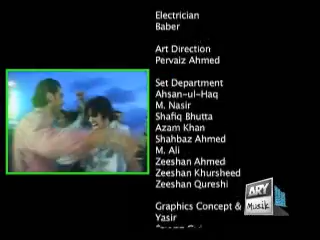 Electrician
Baber
Art Direction
Pervaiz Ahmed
Set Department
Ahsan-ul-Haq
M. Nasir
Shafiq Bhutta
Azam Khan
Shahbaz Ahmed
M. Ali
Zeeshan Ahmed
Zeeshan Khursheed
Zeeshan Qureshi
Graphics Concept &
Yasir
ARY
Musik